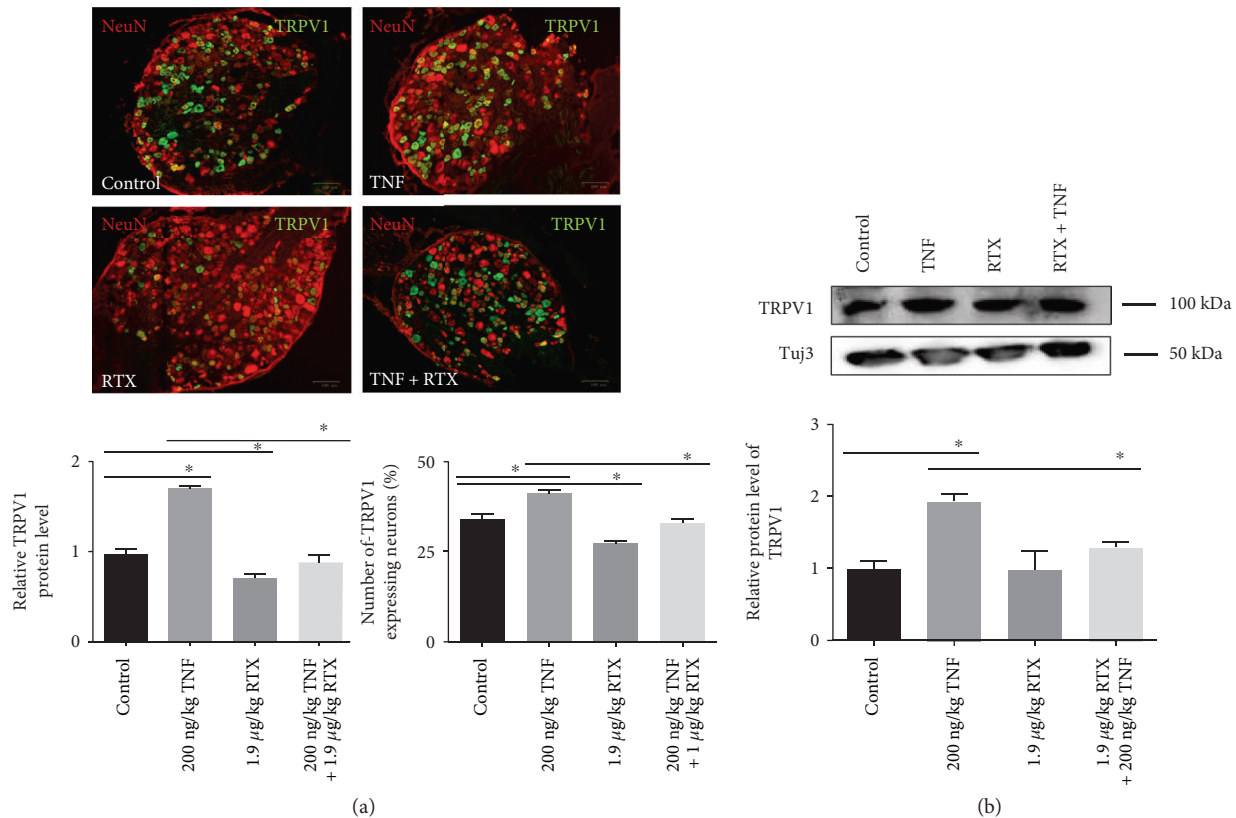 NeuN TRPV1
Control
NeuN TRPV1
TNF
NeuN TRPV1
RTX
NeuN TRPV1
TNF + RTX
Relative TRPV1
protein level
2
1
0
*
*
*
Control
200 ng/kg TNF
1.9 μg/kg RTX
200 ng/kg TNF
+ 1.9 μg/kg RTX
Number of-TRPV1
expressing neurons (%)
50
25
0
*
*
*
Control
200 ng/kg TNF
1.9 μg/kg RTX
200 ng/kg TNF
+ 1 μg/kg RTX
(a)
Control
TNF
RTX
RTX + TNF
TRPV1
100 kDa
Tuj3
50 kDa
Relative protein level of
TRPV1
3
2
1
0
*
*
Control
200 ng/kg TNF
1.9 μg/kg RTX
1.9 μg/kg RTX
+ 200 ng/kg TNF
(b)